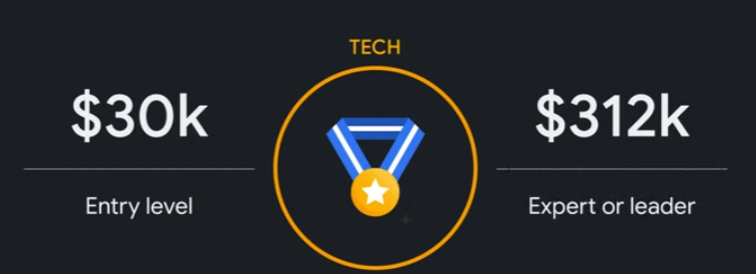 TECH
$30k
Entry level
$312k
Expert or leader